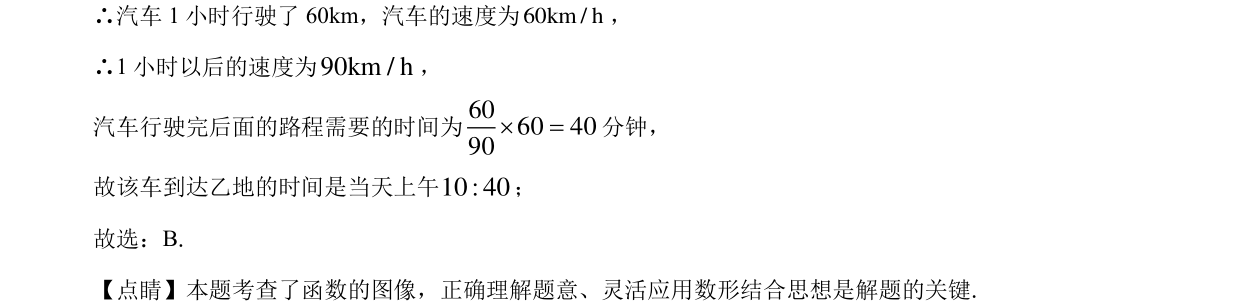 ∴汽车 1 小时行驶了 60km，汽车的速度为60km / h，
∴1 小时以后的速度为90km / h，
汽车行驶完后面的路程需要的时间为60/90×60 = 40 分钟，
故该车到达乙地的时间是当天上午10 : 40；
故选：B.
【点睛】本题考查了函数的图像，正确理解题意、灵活应用数形结合思想是解题的关键.